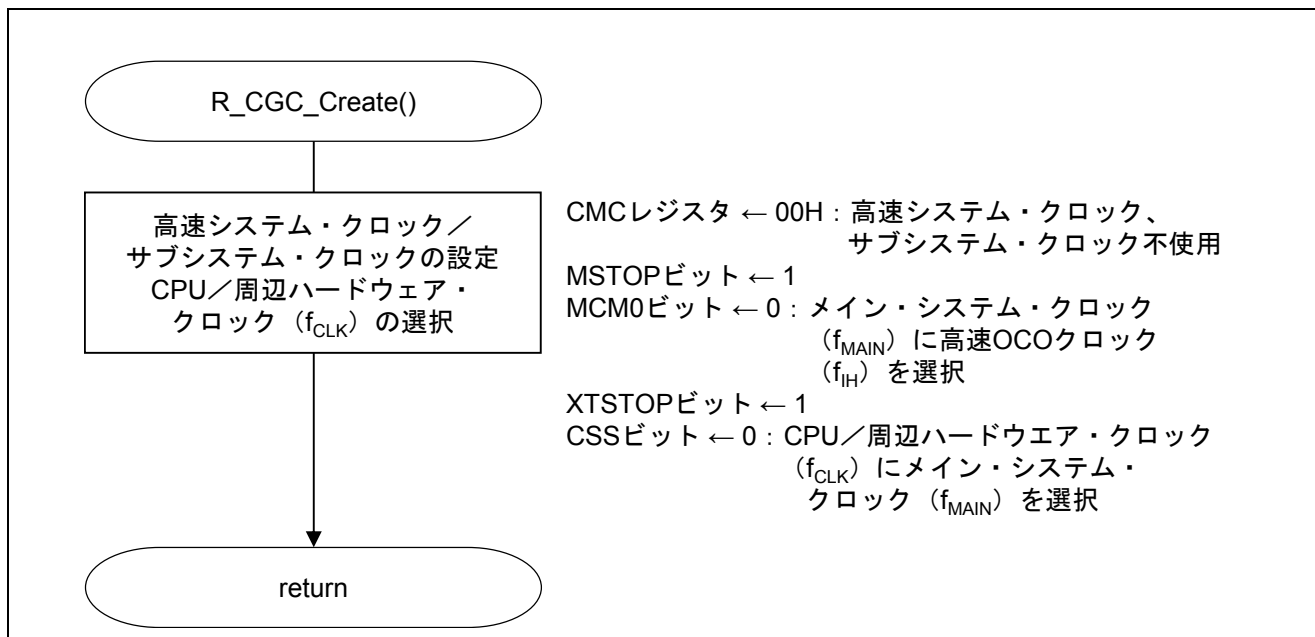 R_CGC_Create()
高速システム・クロック／
サブシステム・クロックの設定
CPU／周辺ハードウェア・
クロック（fCLK）の選択
CMCレジスタ ← 00H：高速システム・クロック、
サブシステム・クロック不使用
MSTOPビット ← 1
MCM0ビット ← 0：メイン・システム・クロック
（fMAIN）に高速OCOクロック
（fIH）を選択
XTSTOPビット ← 1
CSSビット ← 0：CPU／周辺ハードウエア・クロック
（fCLK）にメイン・システム・
クロック（fMAIN）を選択
return